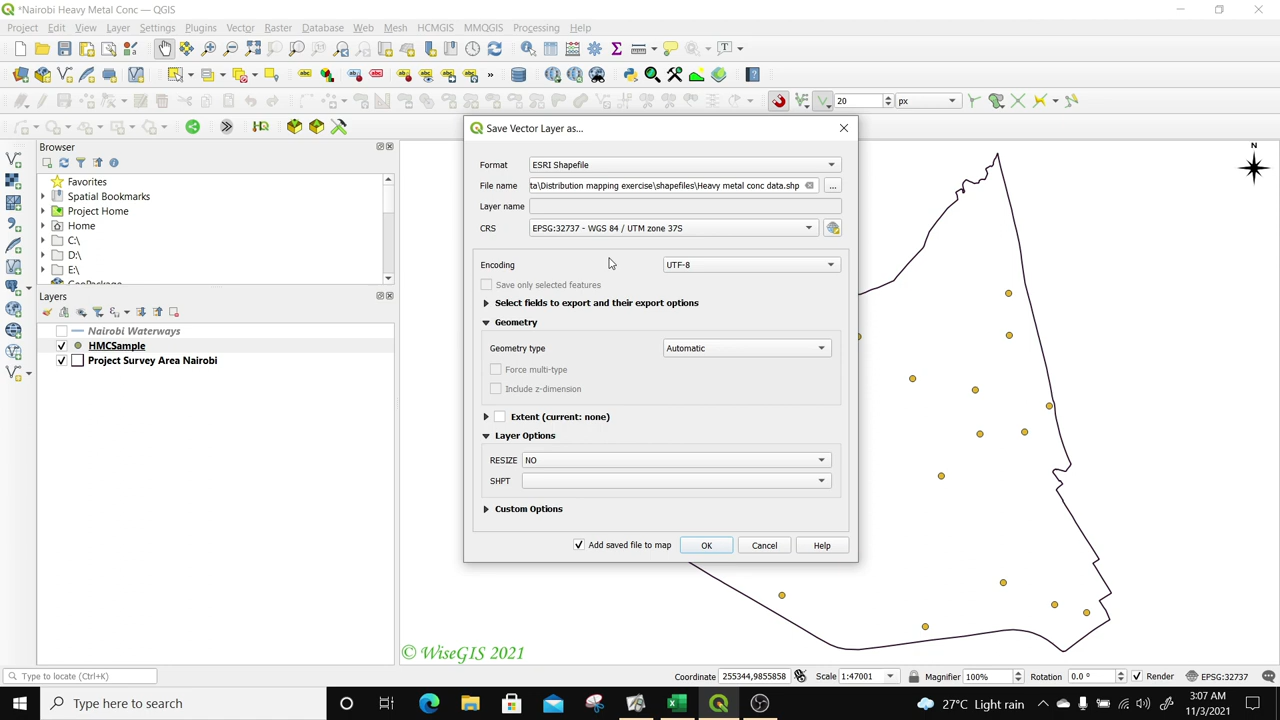 *Nairobi Heavy Metal Conc — QGIS
Project Edit View Layer Settings Plugins Vector Raster Database Web Mesh HCMGIS MMQGIS Processing Help
20 px
Browser
Favorites
Spatial Bookmarks
Project Home
Home
C:\
D:\
E:\
GeoPackage
Layers
Nairobi Waterways
HMCSample
Project Survey Area Nairobi
Save Vector Layer as...
Format ESRI Shapefile
File name ta\Distribution mapping exercise\shapefiles\Heavy metal conc data.shp ...
Layer name
CRS EPSG:32737 - WGS 84 / UTM zone 37S
Encoding UTF-8
Save only selected features
Select fields to export and their export options
Geometry
Geometry type Automatic
Force multi-type
Include z-dimension
Extent (current: none)
Layer Options
RESIZE NO
SHPT
Custom Options
Add saved file to map OK Cancel Help
N
© WiseGIS 2021
Type to locate (Ctrl+K) Coordinate 255344,9855858 Scale 1:47001 Magnifier 100% Rotation 0.0 ° Render EPSG:32737
Type here to search 27°C Light rain 3:07 AM
11/3/2021